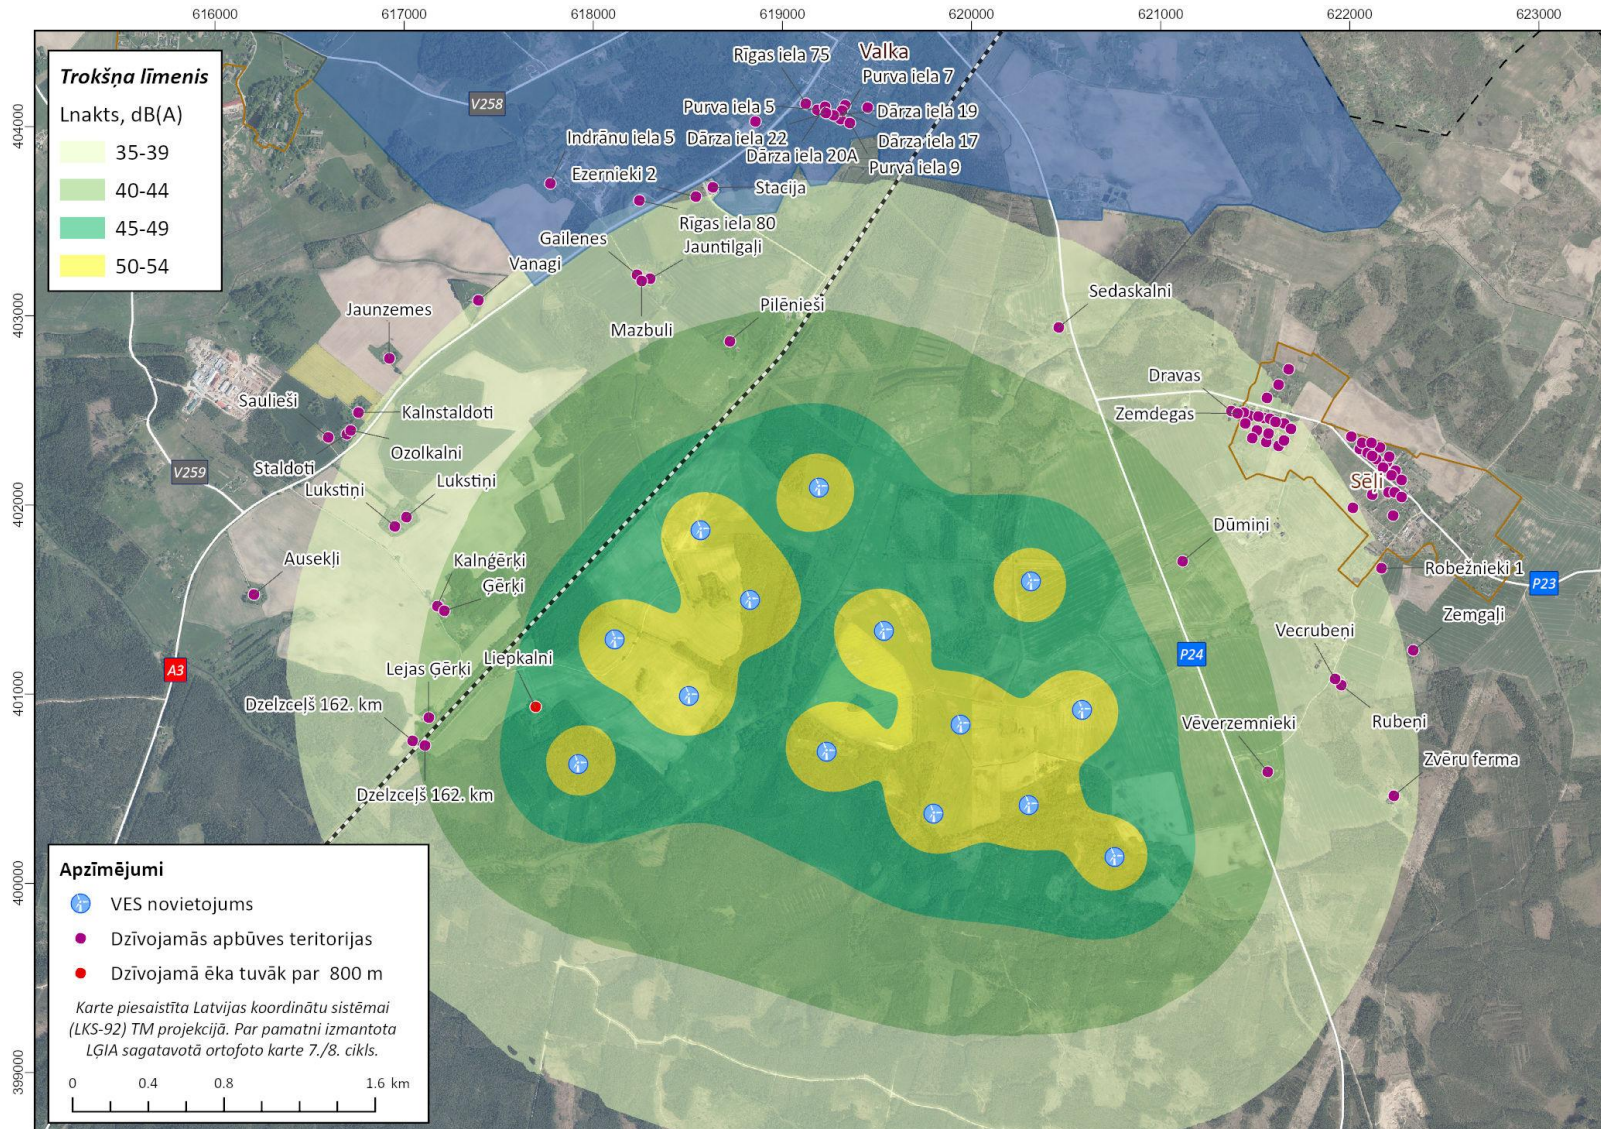 616000
617000
618000
619000
620000
621000
622000
623000
404000
403000
402000
401000
400000
399000
Trokšņa līmenis
Lnakts, dB(A)
35-39
40-44
45-49
50-54
V258
Rīgas iela 75
Valka
Purva iela 7
Purva iela 5
Dārza iela 19
Indrānu iela 5
Dārza iela 22
Dārza iela 17
Dārza iela 20A
Purva iela 9
Ezernieki 2
Stacija
Rīgas iela 80
Gailenes
Jauntilgaļi
Vanagi
Mazbuli
Pilēnieši
Sedaskalni
Jaunzemes
Dravas
Zemdegas
Saulieši
Kalnstaldoti
Ozolkalni
Staldoti
V259
Lukstiņi
Lukstiņi
Sēļi
Dūmiņi
Ausekļi
Kalnģērķi
Ģērķi
Robežnieki 1
P23
Zemgaļi
Vecrubeņi
P24
A3
Lejas Ģērķi
Liepkalni
Dzelzceļš 162. km
Vēverzemnieki
Rubeņi
Zvēru ferma
Dzelzceļš 162. km
Apzīmējumi
VES novietojums
Dzīvojamās apbūves teritorijas
Dzīvojamā ēka tuvāk par 800 m
Karte piesaistīta Latvijas koordinātu sistēmai
(LKS-92) TM projekcijā. Par pamatni izmantota
LĢIA sagatavotā ortofoto karte 7./8. cikls.
0
0.4
0.8
1.6 km